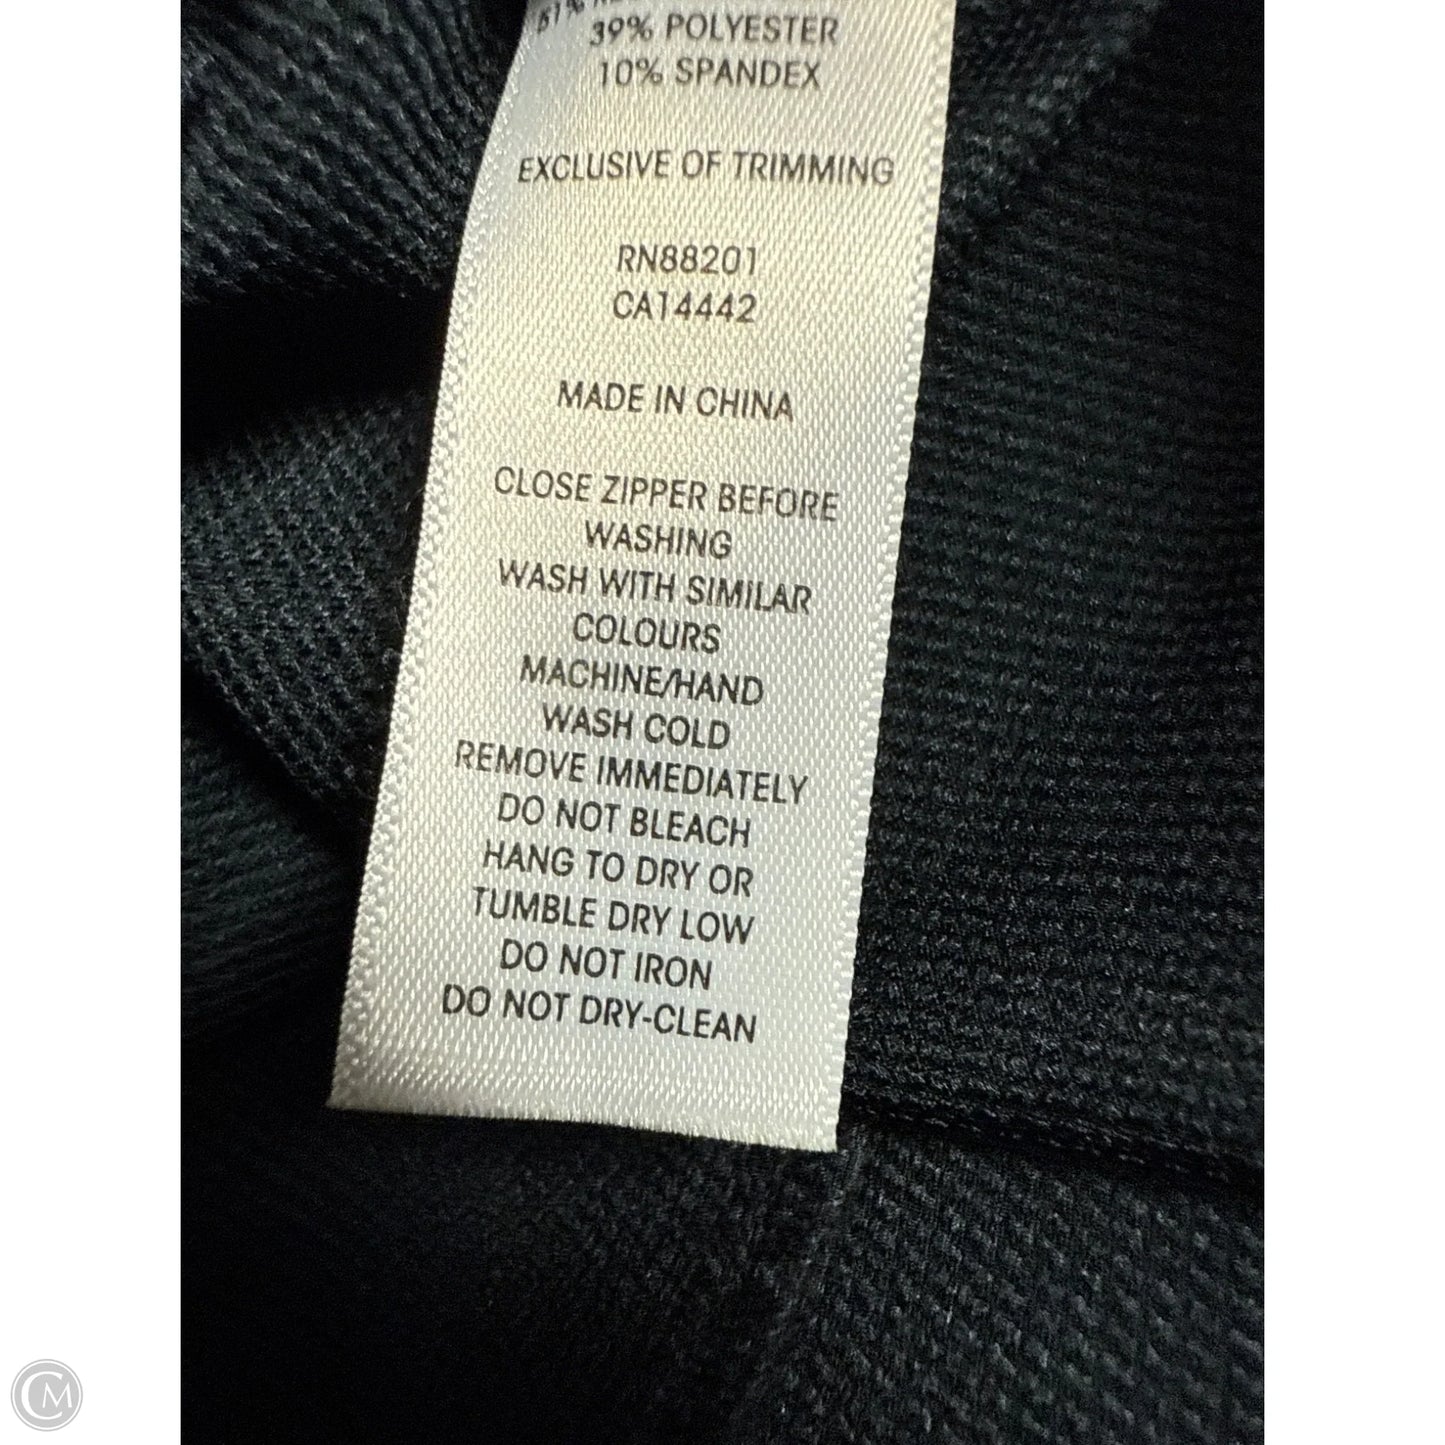 39% POLYESTER
10% SPANDEX
EXCLUSIVE OF TRIMMING
RN88201
CA14442
MADE IN CHINA
CLOSE ZIPPER BEFORE
WASHING
WASH WITH SIMILAR
COLOURS
MACHINE/HAND
WASH COLD
REMOVE IMMEDIATELY
DO NOT BLEACH
HANG TO DRY OR
TUMBLE DRY LOW
DO NOT IRON
DO NOT DRY-CLEAN
CM